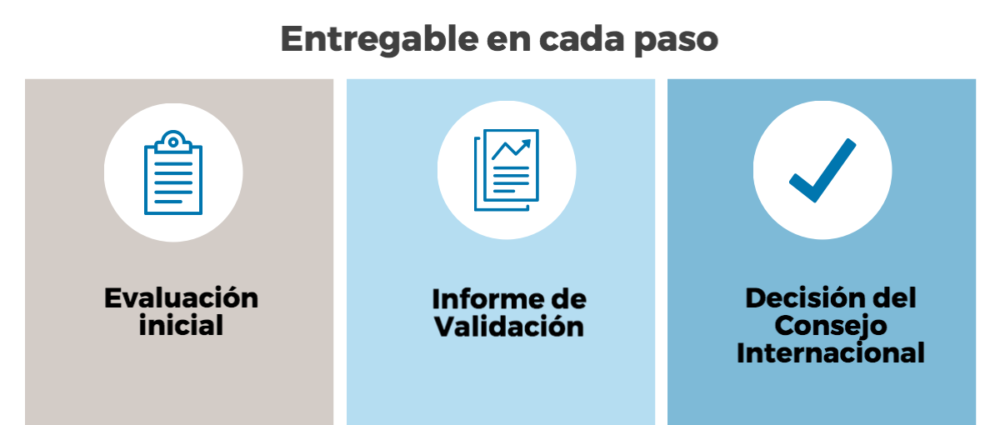 Entregable en cada paso
Evaluación
inicial
Informe de
Validación
Decisión del
Consejo
Internacional